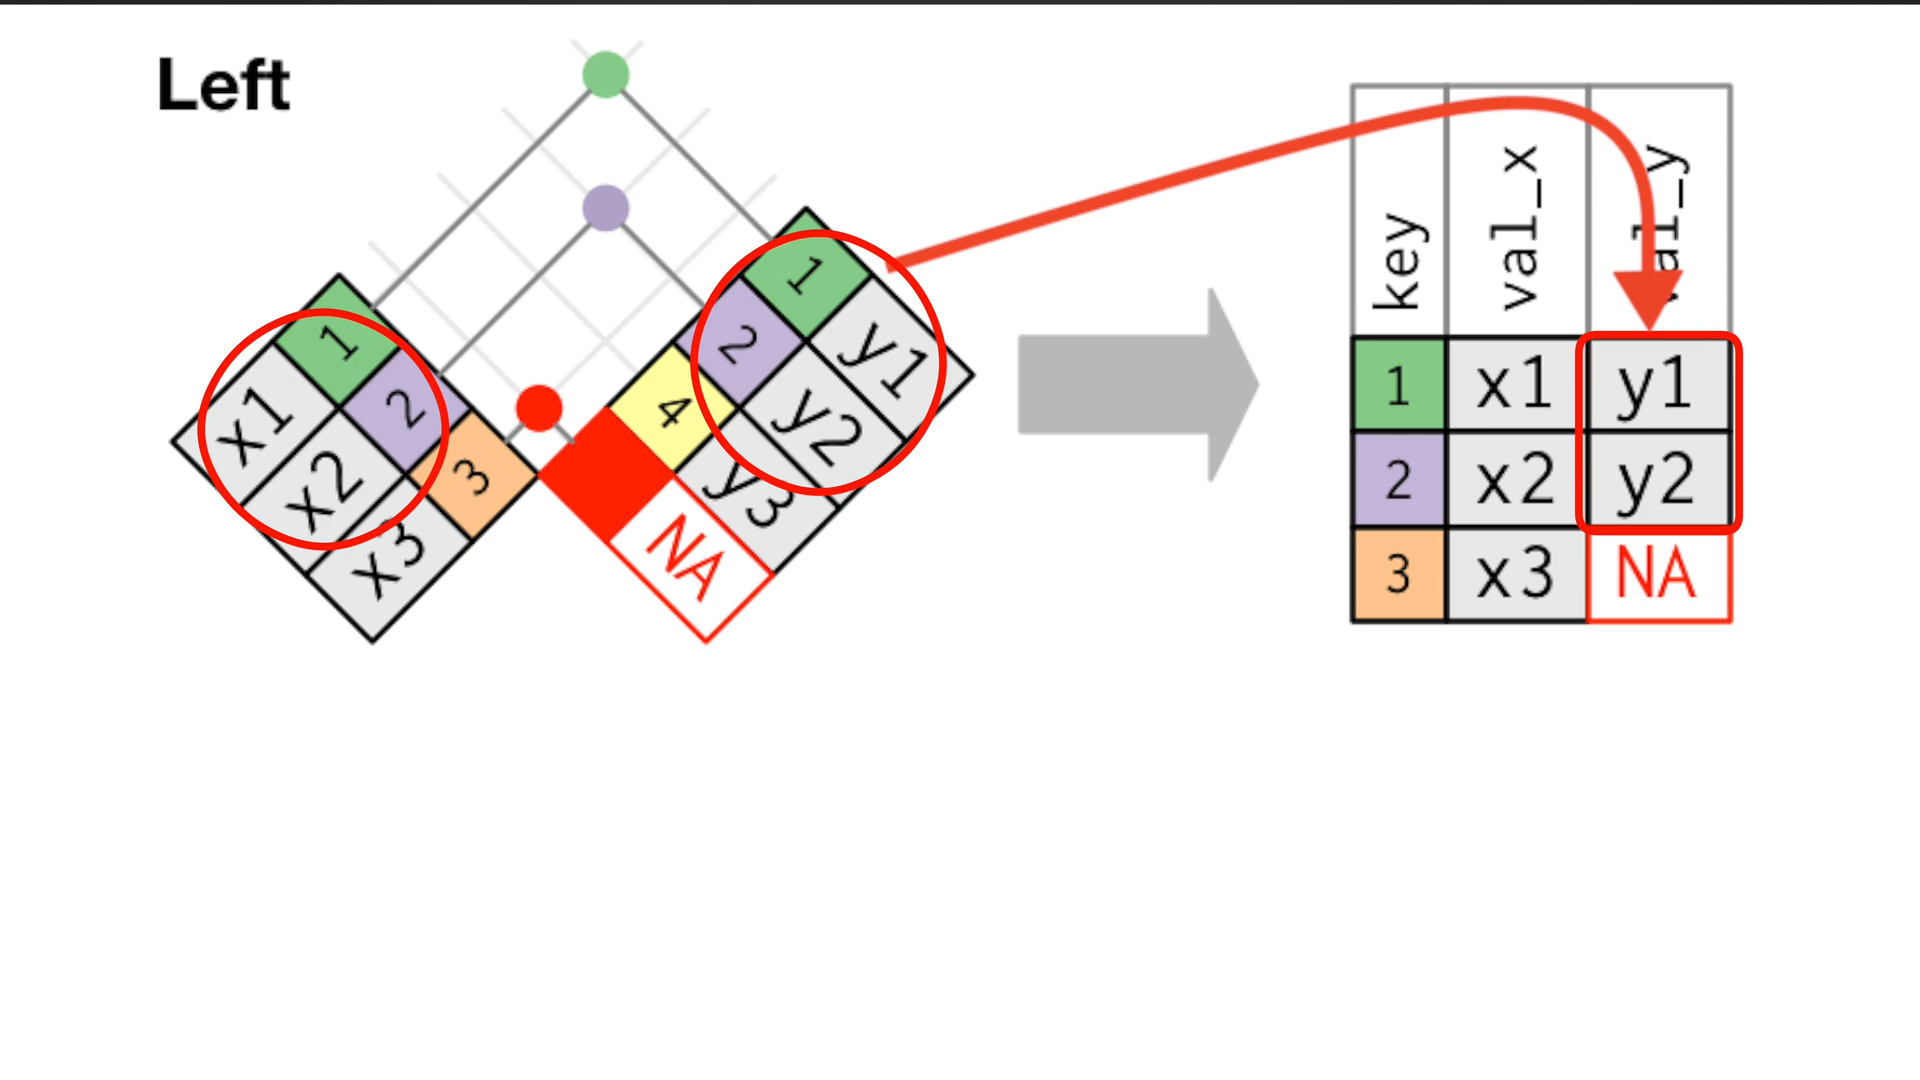 Left
1
x1
2
x2
3
x3
1
y1
2
y2
4
y3
NA
key val_x val_y
1 x1 y1
2 x2 y2
3 x3 NA